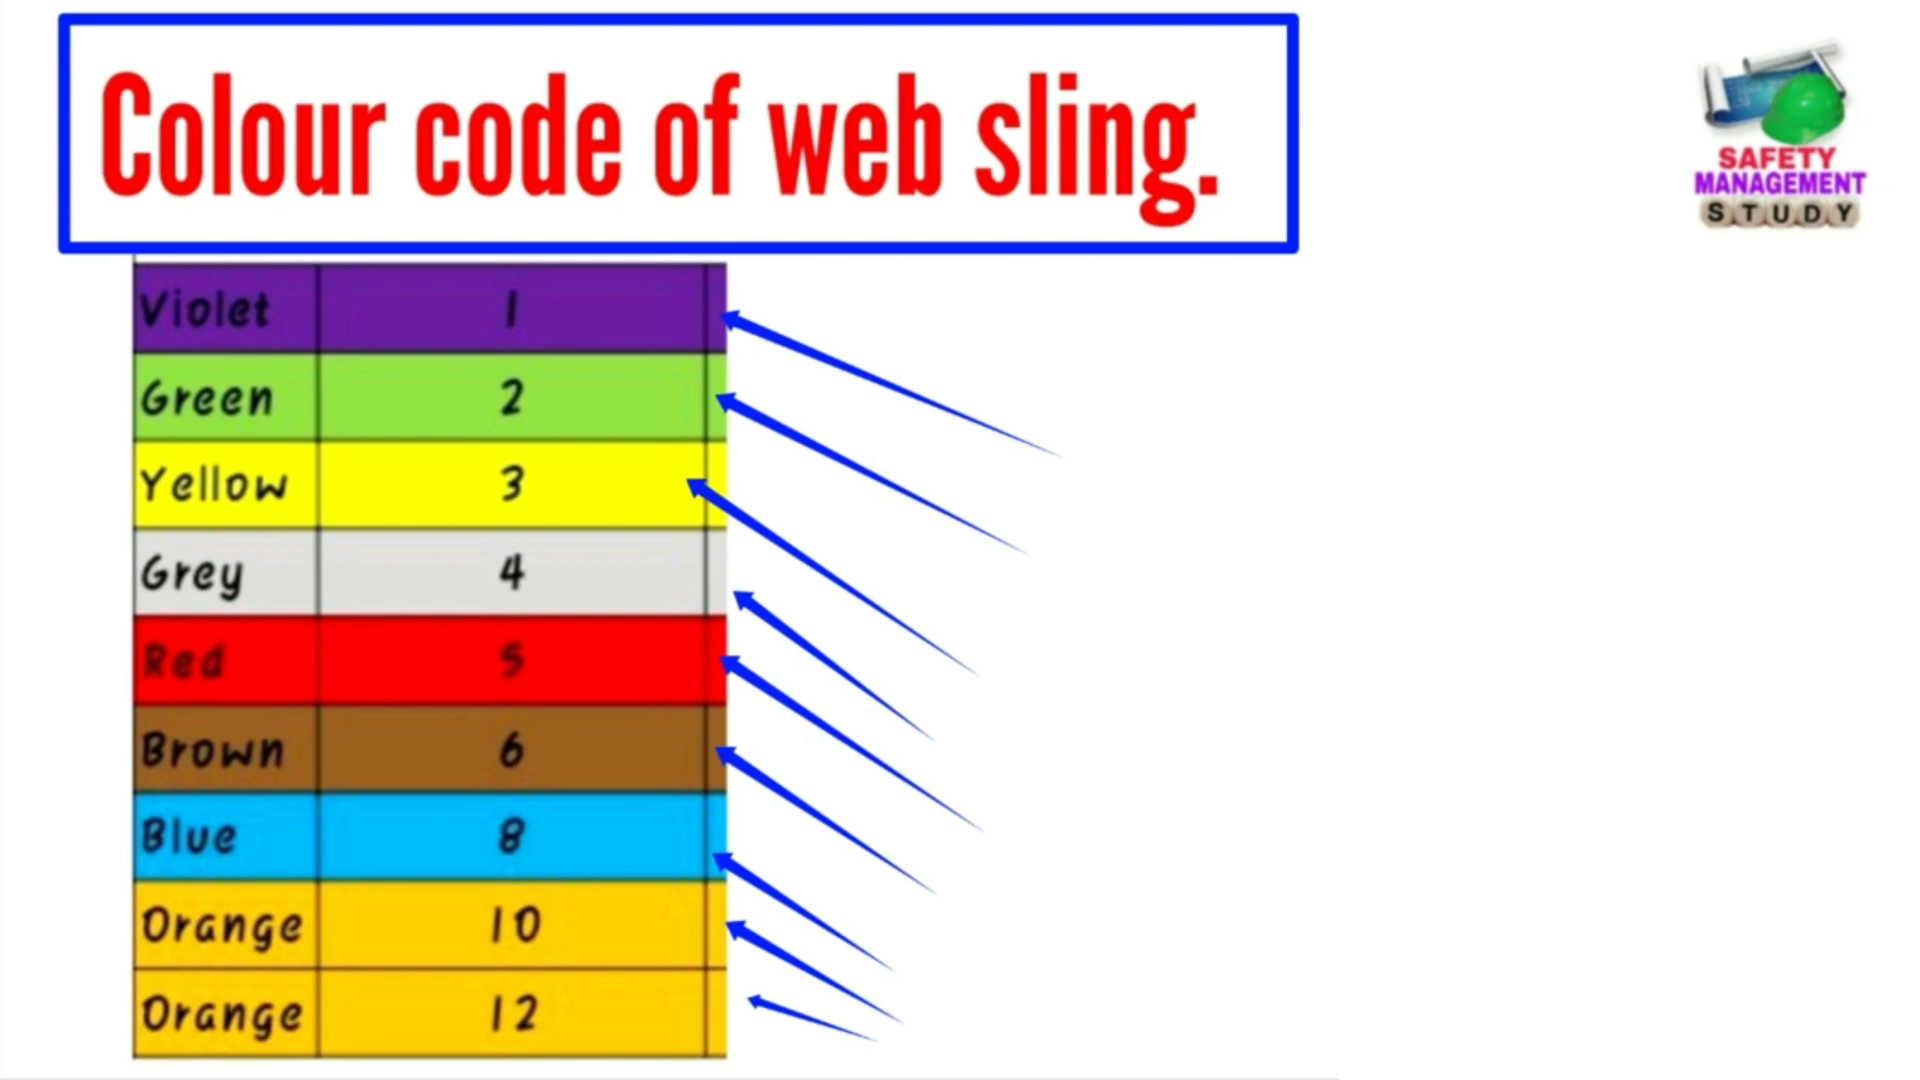 Colour code of web sling.
SAFETY
MANAGEMENT
STUDY
Violet 1
Green 2
Yellow 3
Grey 4
Red 5
Brown 6
Blue 8
Orange 10
Orange 12